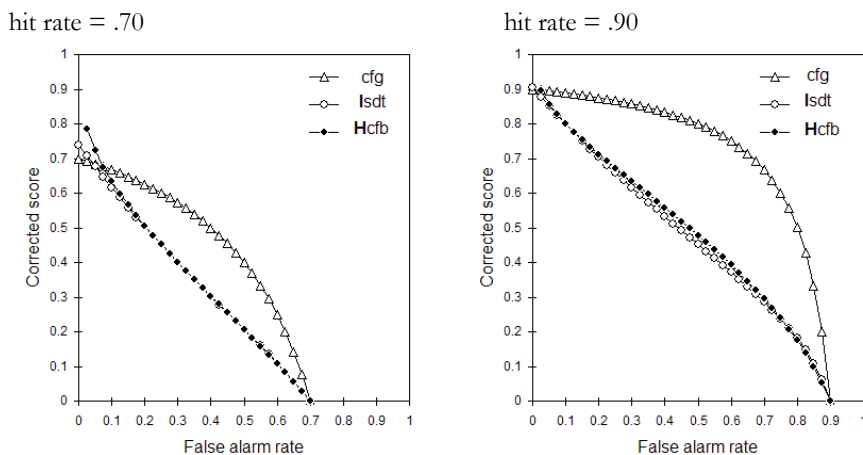 hit rate = .70
1
0.9
0.8
0.7
0.6
0.5
0.4
0.3
0.2
0.1
0
0 0.1 0.2 0.3 0.4 0.5 0.6 0.7 0.8 0.9 1
Corrected score
False alarm rate
cfg
Isdt
Hcfb
hit rate = .90
1
0.9
0.8
0.7
0.6
0.5
0.4
0.3
0.2
0.1
0
0 0.1 0.2 0.3 0.4 0.5 0.6 0.7 0.8 0.9 1
Corrected score
False alarm rate
cfg
Isdt
Hcfb